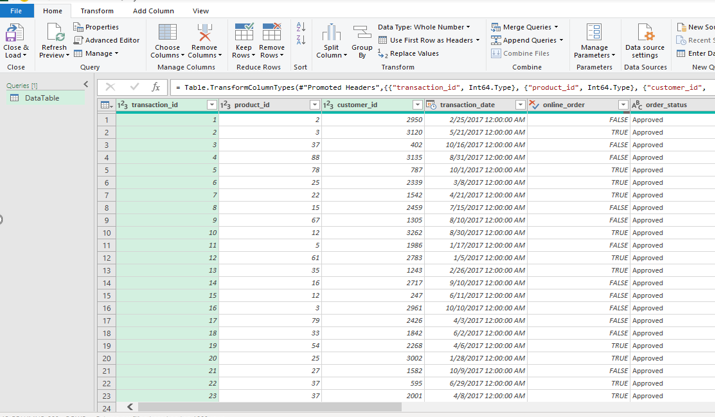 File Home Transform Add Column View
Properties Data Type: Whole Number Merge Queries New Sou
Advanced Editor Use First Row as Headers Append Queries Recent S
Close & Load Refresh Preview Manage Choose Columns Remove Columns Keep Rows Remove Rows Split Column Group By Replace Values Combine Files Manage Parameters Data source settings Enter Da
Close Query Manage Columns Reduce Rows Sort Transform Combine Parameters Data Sources New Q
Queries [1] fx = Table.TransformColumnTypes(#"Promoted Headers",{{"transaction_id", Int64.Type}, {"product_id", Int64.Type}, {"customer_id",
DataTable
transaction_id product_id customer_id transaction_date online_order order_status
1 1 2 2950 2/25/2017 12:00:00 AM FALSE Approved
2 2 3 3120 5/21/2017 12:00:00 AM TRUE Approved
3 3 37 402 10/16/2017 12:00:00 AM FALSE Approved
4 4 88 3135 8/31/2017 12:00:00 AM FALSE Approved
5 5 78 787 10/1/2017 12:00:00 AM TRUE Approved
6 6 25 2339 3/8/2017 12:00:00 AM TRUE Approved
7 7 22 1542 4/21/2017 12:00:00 AM TRUE Approved
8 8 15 2459 7/15/2017 12:00:00 AM FALSE Approved
9 9 67 1305 8/10/2017 12:00:00 AM FALSE Approved
10 10 12 3262 8/30/2017 12:00:00 AM TRUE Approved
11 11 5 1986 1/17/2017 12:00:00 AM FALSE Approved
12 12 61 2783 1/5/2017 12:00:00 AM TRUE Approved
13 13 35 1243 2/26/2017 12:00:00 AM TRUE Approved
14 14 16 2717 9/10/2017 12:00:00 AM FALSE Approved
15 15 12 247 6/11/2017 12:00:00 AM FALSE Approved
16 16 3 2961 10/10/2017 12:00:00 AM TRUE Approved
17 17 79 2426 4/3/2017 12:00:00 AM FALSE Approved
18 18 33 1842 6/2/2017 12:00:00 AM FALSE Approved
19 19 54 2268 4/6/2017 12:00:00 AM TRUE Approved
20 20 25 3002 1/28/2017 12:00:00 AM TRUE Approved
21 21 27 1582 10/9/2017 12:00:00 AM FALSE Approved
22 22 37 595 6/29/2017 12:00:00 AM TRUE Approved
23 23 37 2001 4/8/2017 12:00:00 AM TRUE Approved
24